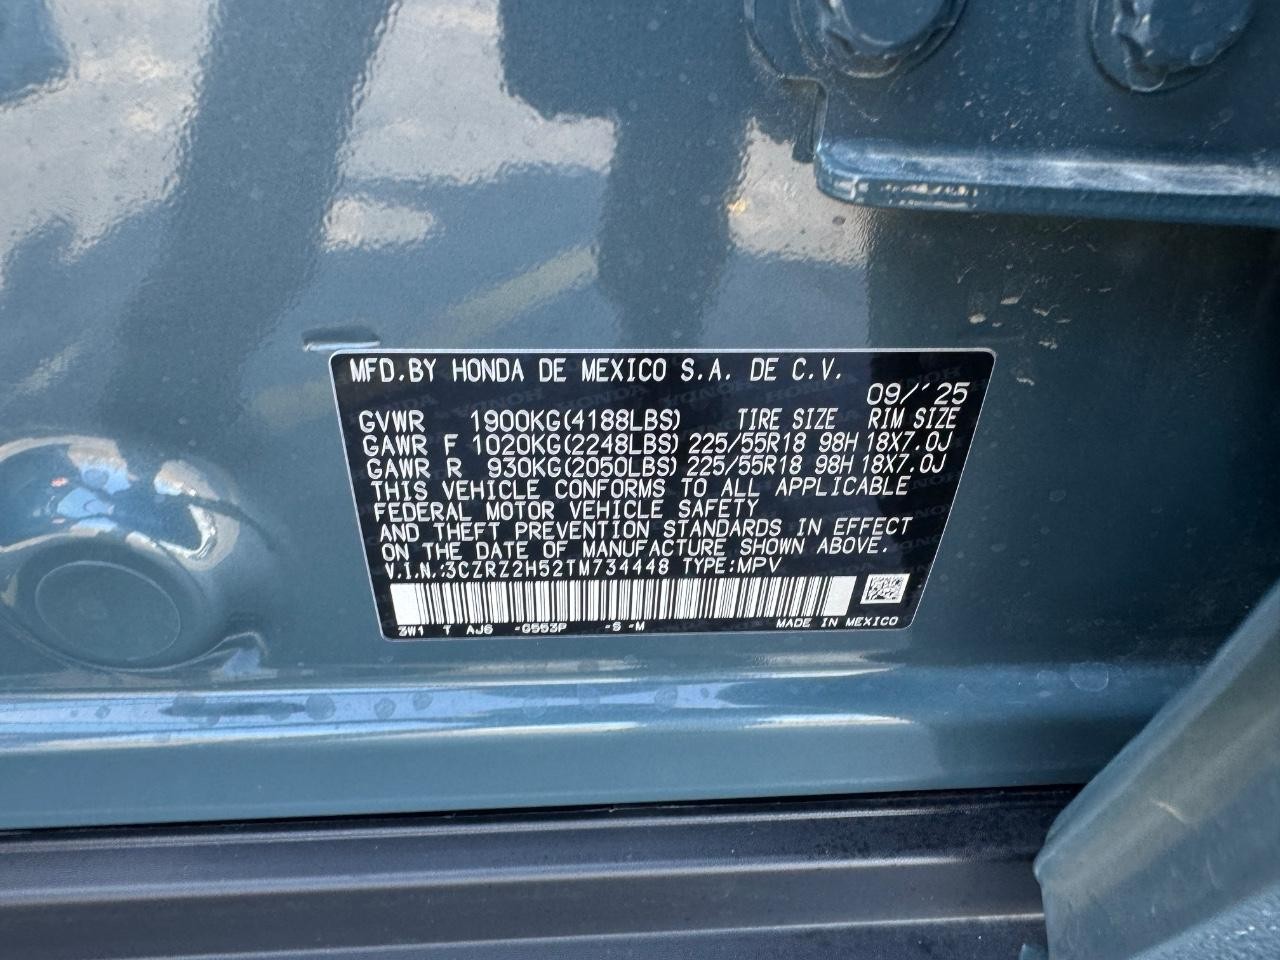 MFD.BY HONDA DE MEXICO S.A. DE C.V.
09/'25
GVWR 1900KG(4188LBS) TIRE SIZE RIM SIZE
GAWR F 1020KG(2248LBS) 225/55R18 98H 18X7.0J
GAWR R 930KG(2050LBS) 225/55R18 98H 18X7.0J
THIS VEHICLE CONFORMS TO ALL APPLICABLE
FEDERAL MOTOR VEHICLE SAFETY
AND THEFT PREVENTION STANDARDS IN EFFECT
ON THE DATE OF MANUFACTURE SHOWN ABOVE.
V.I.N.:3CZRZ2H52TM734448 TYPE:MPV
3W1 T AJ6 -G553P -S -M MADE IN MEXICO